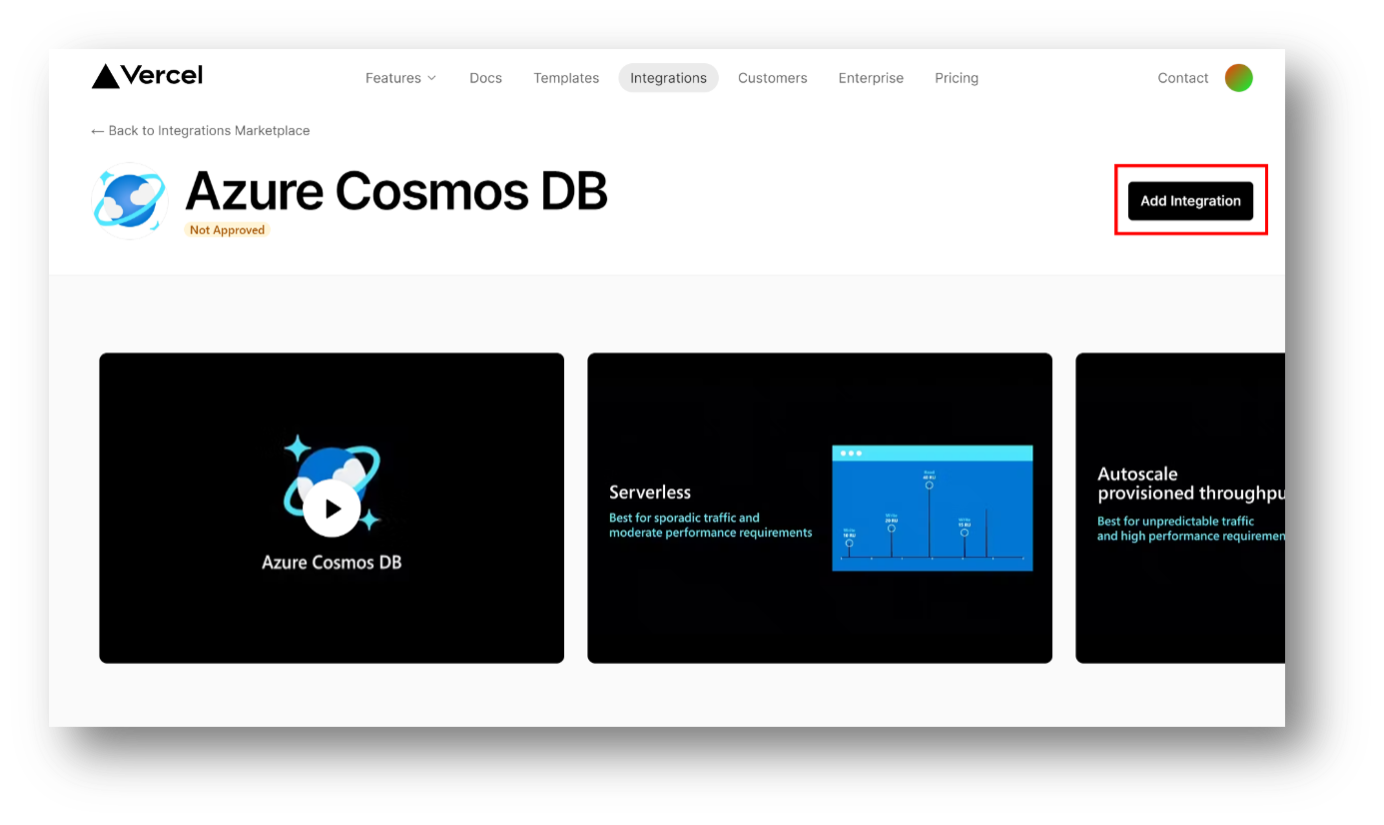 Vercel
Features
Docs
Templates
Integrations
Customers
Enterprise
Pricing
Contact
← Back to Integrations Marketplace
Azure Cosmos DB
Not Approved
Add Integration
Azure Cosmos DB
Serverless
Best for sporadic traffic and
moderate performance requirements
Autoscale
provisioned throughpu
Best for unpredictable traffic
and high performance requiremen